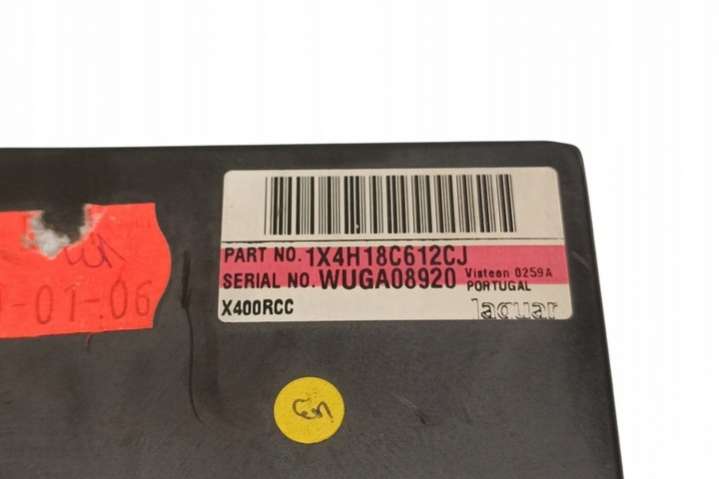 PART NO. 1X4H18C612CJ
SERIAL NO. WUGA08920 Visteon 0259A
PORTUGAL
X400RCC
Jaguar
-01-06